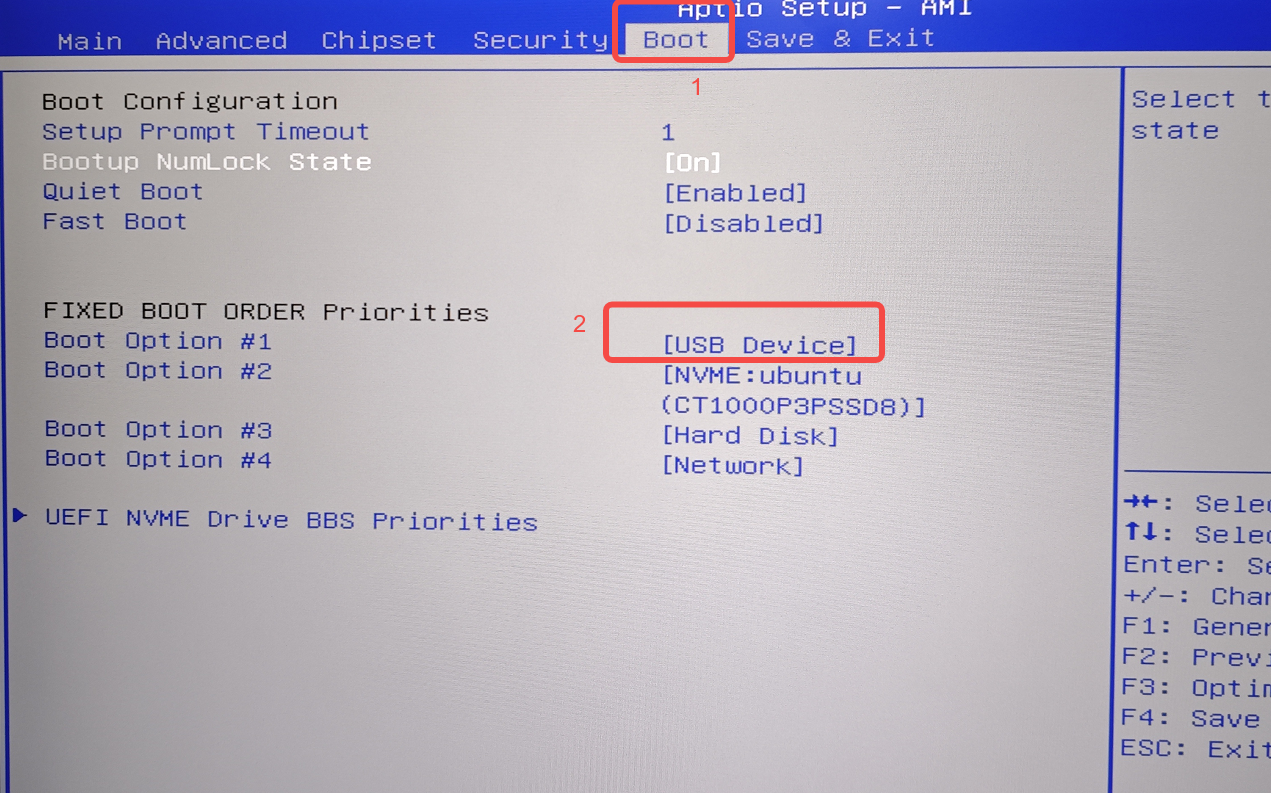 Aptio Setup - AMI
Main Advanced Chipset Security Boot Save & Exit
1
Boot Configuration
Setup Prompt Timeout 1
Bootup NumLock State [On]
Quiet Boot [Enabled]
Fast Boot [Disabled]
FIXED BOOT ORDER Priorities
2
Boot Option #1 [USB Device]
Boot Option #2 [NVME:ubuntu
(CT1000P3PSSD8)]
Boot Option #3 [Hard Disk]
Boot Option #4 [Network]
UEFI NVME Drive BBS Priorities
Select t
state
→←: Selec
↑↓: Selec
Enter: Se
+/-: Chan
F1: Gener
F2: Previ
F3: Optim
F4: Save
ESC: Exit